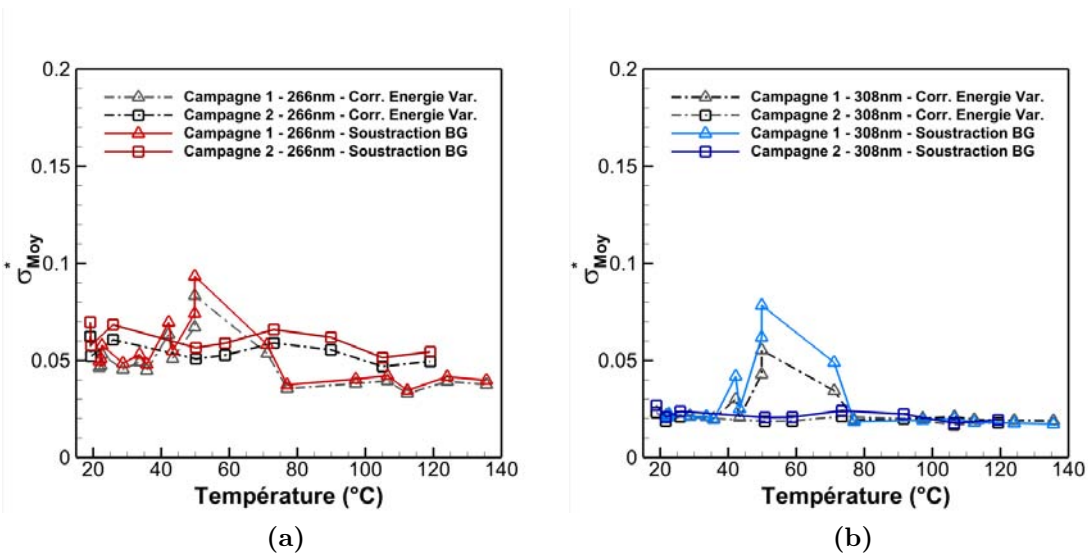 0.2
Campagne 1 - 266nm - Corr. Energie Var.
Campagne 2 - 266nm - Corr. Energie Var.
Campagne 1 - 266nm - Soustraction BG
Campagne 2 - 266nm - Soustraction BG
0.15
0.1
σ*Moy
0.05
0
20 40 60 80 100 120 140
Température (°C)
(a)
0.2
Campagne 1 - 308nm - Corr. Energie Var.
Campagne 2 - 308nm - Corr. Energie Var.
Campagne 1 - 308nm - Soustraction BG
Campagne 2 - 308nm - Soustraction BG
0.15
0.1
σ*Moy
0.05
0
20 40 60 80 100 120 140
Température (°C)
(b)